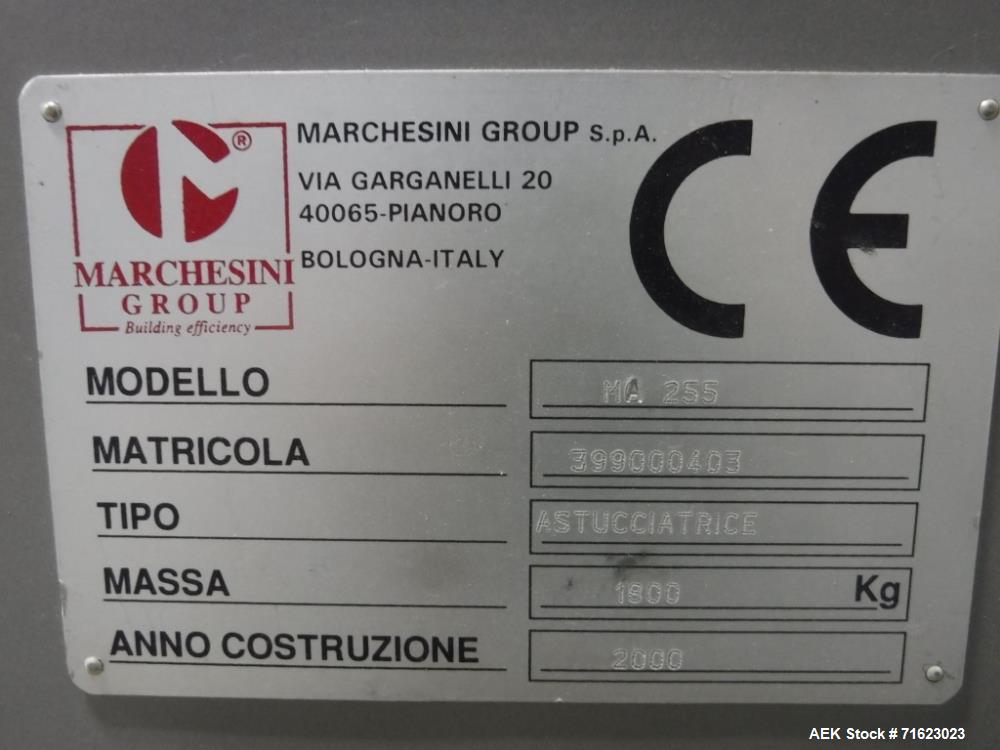 MARCHESINI
GROUP
Building efficiency
®
MARCHESINI GROUP S.p.A.
VIA GARGANELLI 20
40065-PIANORO
BOLOGNA-ITALY
CE
MODELLO MA 255
MATRICOLA 399000403
TIPO ASTUCCIATRICE
MASSA 1800 Kg
ANNO COSTRUZIONE 2000
AEK Stock # 71623023